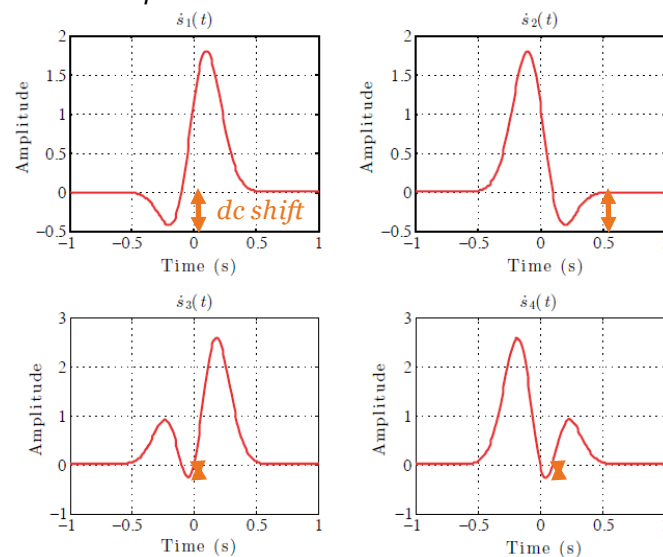 ṡ₁(t)
2
1.5
1
0.5
0
-0.5
Amplitude
dc shift
-1 -0.5 0 0.5 1
Time (s)
ṡ₂(t)
2
1.5
1
0.5
0
-0.5
Amplitude
-1 -0.5 0 0.5
Time (s)
ṡ₃(t)
3
2
1
0
-1
Amplitude
-1 -0.5 0 0.5 1
Time (s)
ṡ₄(t)
3
2
1
0
-1
Amplitude
-1 -0.5 0 0.5
Time (s)